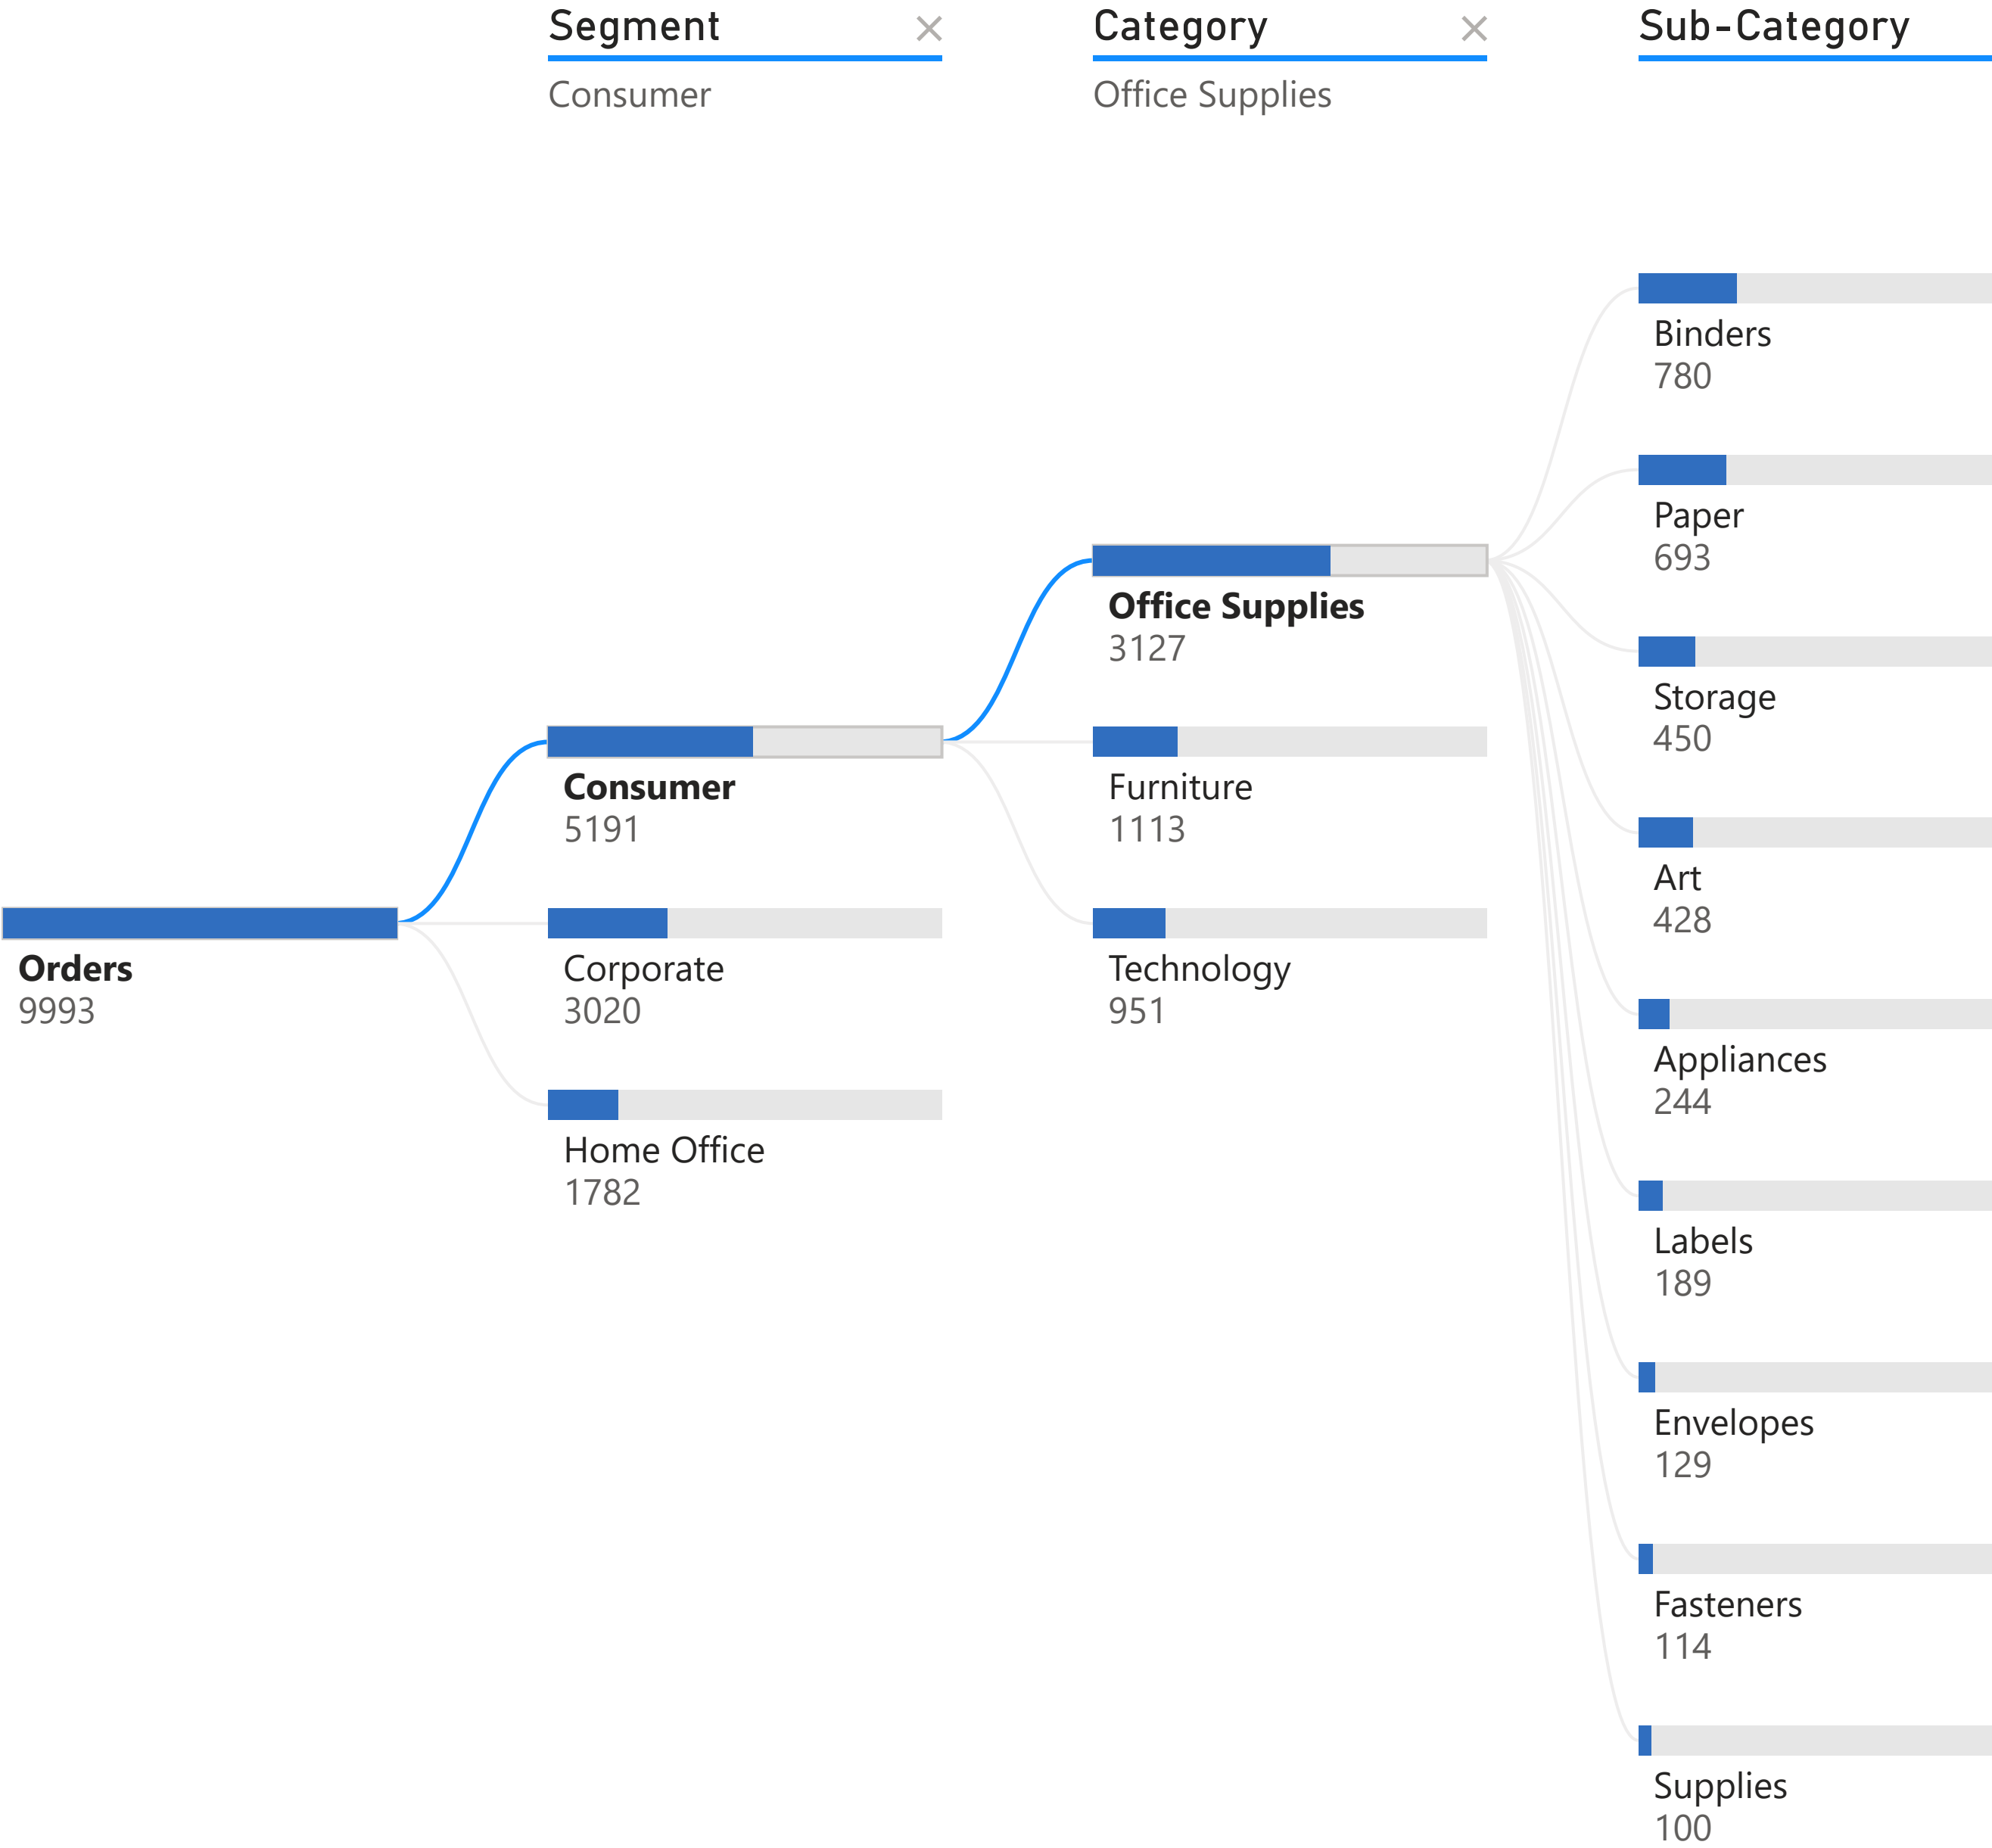 Segment
Consumer
Category
Office Supplies
Sub-Category
Orders
9993
Consumer
5191
Corporate
3020
Home Office
1782
Office Supplies
3127
Furniture
1113
Technology
951
Binders
780
Paper
693
Storage
450
Art
428
Appliances
244
Labels
189
Envelopes
129
Fasteners
114
Supplies
100